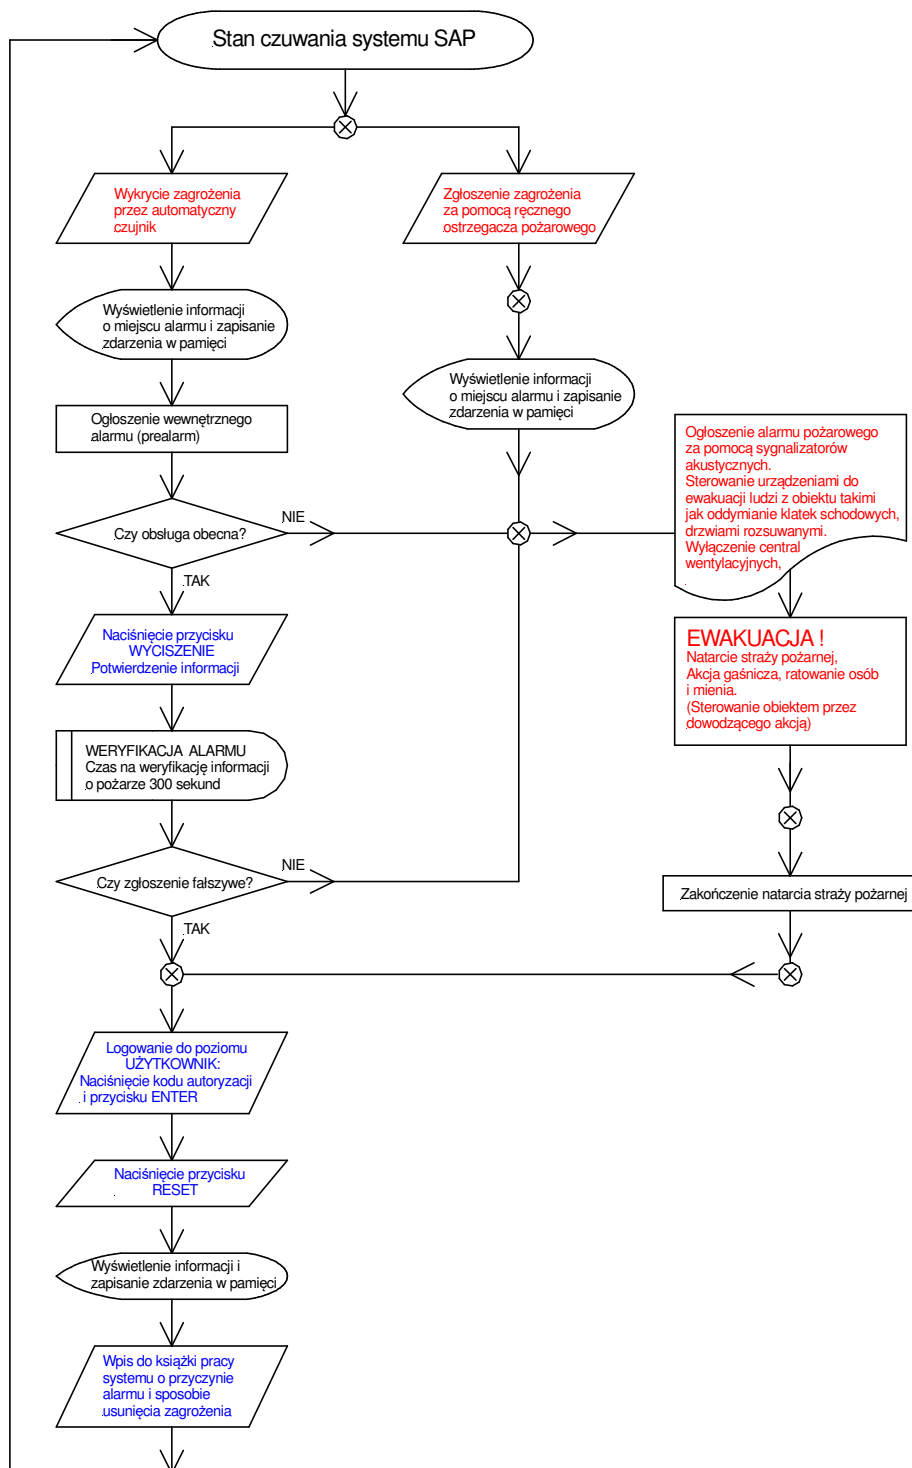 Stan czuwania systemu SAP
Wykrycie zagrożenia
przez automatyczny
czujnik
Zgłoszenie zagrożenia
za pomocą ręcznego
ostrzegacza pożarowego
Wyświetlenie informacji
o miejscu alarmu i zapisanie
zdarzenia w pamięci
Wyświetlenie informacji
o miejscu alarmu i zapisanie
zdarzenia w pamięci
Ogłoszenie wewnętrznego
alarmu (prealarm)
Ogłoszenie alarmu pożarowego
za pomocą sygnalizatorów
akustycznych.
Sterowanie urządzeniami do
ewakuacji ludzi z obiektu takimi
jak oddymianie klatek schodowych,
drzwiami rozsuwanymi.
Wyłączenie central
wentylacyjnych,
Czy obsługa obecna?
NIE
TAK
Naciśnięcie przycisku
WYCISZENIE
Potwierdzenie informacji
EWAKUACJA !
Natarcie straży pożarnej,
Akcja gaśnicza, ratowanie osób
i mienia.
(Sterowanie obiektem przez
dowodzącego akcją)
WERYFIKACJA ALARMU
Czas na weryfikację informacji
o pożarze 300 sekund
Czy zgłoszenie fałszywe?
NIE
TAK
Zakończenie natarcia straży pożarnej
Logowanie do poziomu
UŻYTKOWNIK:
Naciśnięcie kodu autoryzacji
i przycisku ENTER
Naciśnięcie przycisku
RESET
Wyświetlenie informacji i
zapisanie zdarzenia w pamięci
Wpis do książki pracy
systemu o przyczynie
alarmu i sposobie
usunięcia zagrożenia